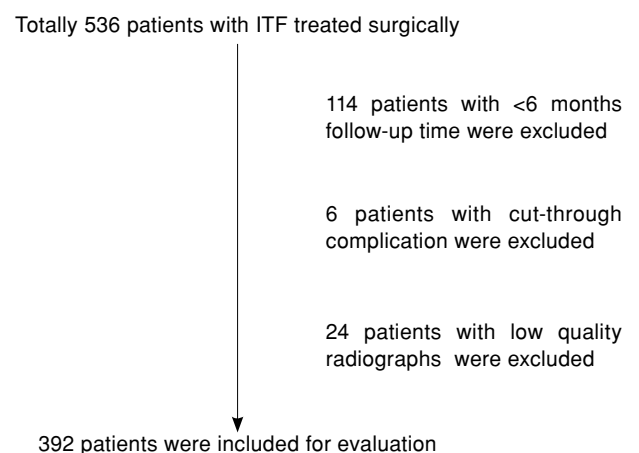 Totally 536 patients with ITF treated surgically
114 patients with <6 months
follow-up time were excluded
6 patients with cut-through
complication were excluded
24 patients with low quality
radiographs were excluded
392 patients were included for evaluation